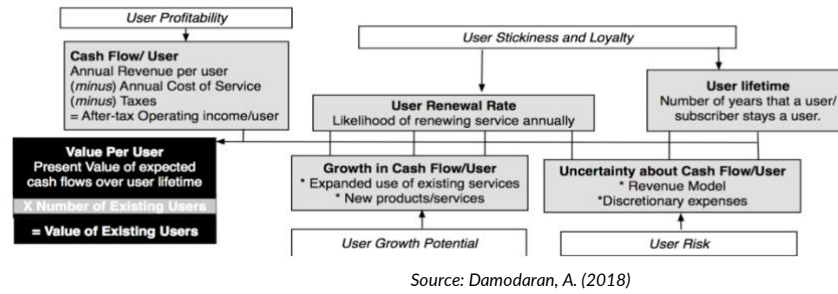 User Profitability
User Stickiness and Loyalty
Cash Flow/ User
Annual Revenue per user
(minus) Annual Cost of Service
(minus) Taxes
= After-tax Operating income/user
User Renewal Rate
Likelihood of renewing service annually
User lifetime
Number of years that a user/
subscriber stays a user.
Value Per User
Present Value of expected
cash flows over user lifetime
X Number of Existing Users
= Value of Existing Users
Growth in Cash Flow/User
* Expanded use of existing services
* New products/services
Uncertainty about Cash Flow/User
* Revenue Model
*Discretionary expenses
User Growth Potential
User Risk
Source: Damodaran, A. (2018)